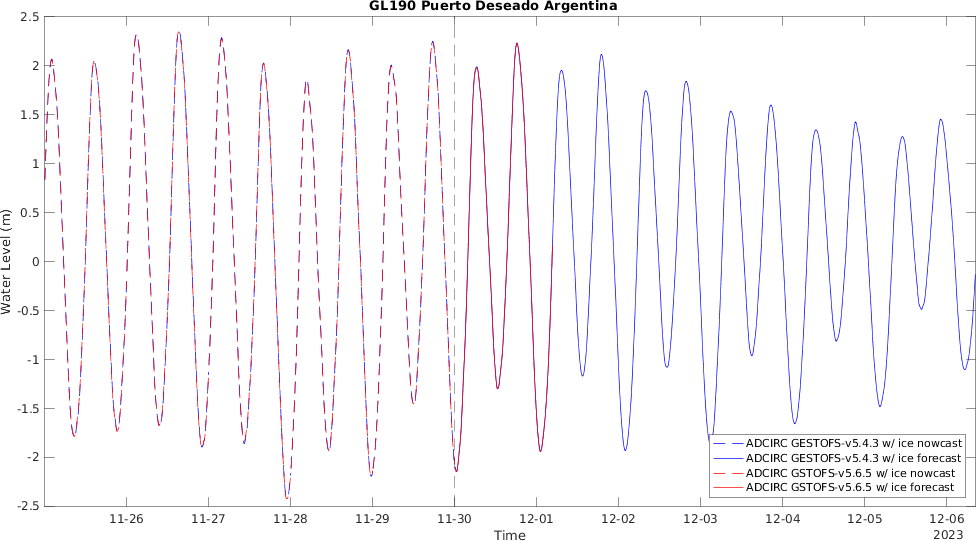 GL190 Puerto Deseado Argentina
2.5
2
1.5
1
0.5
0
-0.5
-1
-1.5
-2
-2.5
Water Level (m)
ADCIRC GESTOFS-v5.4.3 w/ ice nowcast
ADCIRC GESTOFS-v5.4.3 w/ ice forecast
ADCIRC GSTOFS-v5.6.5 w/ ice nowcast
ADCIRC GSTOFS-v5.6.5 w/ ice forecast
11-26 11-27 11-28 11-29 11-30 12-01 12-02 12-03 12-04 12-05 12-06
Time 2023